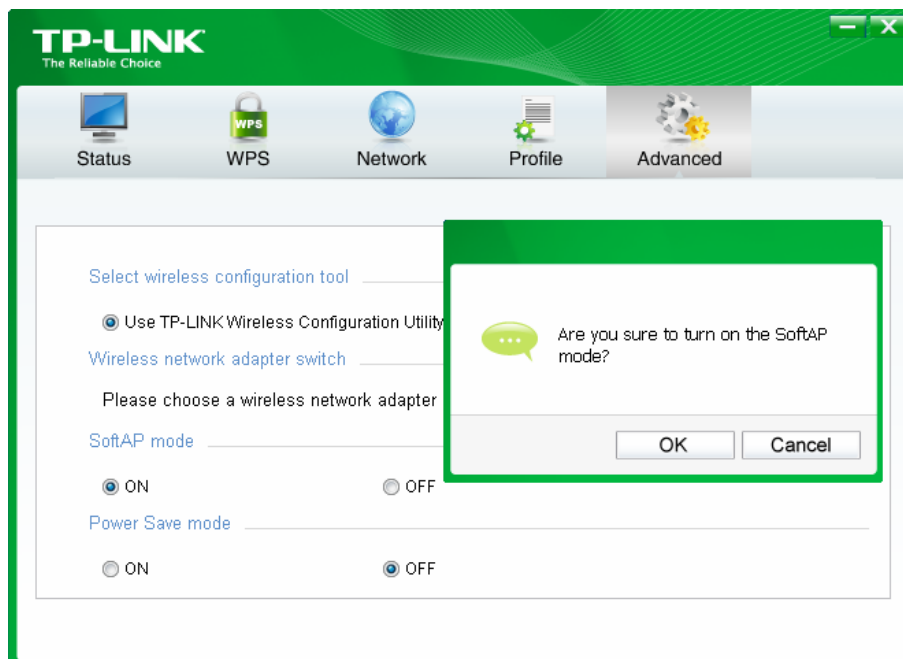 TP-LINK
The Reliable Choice
Status
WPS
WPS
Network
Profile
Advanced
Select wireless configuration tool
Use TP-LINK Wireless Configuration Utility
Wireless network adapter switch
Please choose a wireless network adapter
SoftAP mode
ON
OFF
Power Save mode
ON
OFF
Are you sure to turn on the SoftAP
mode?
OK
Cancel